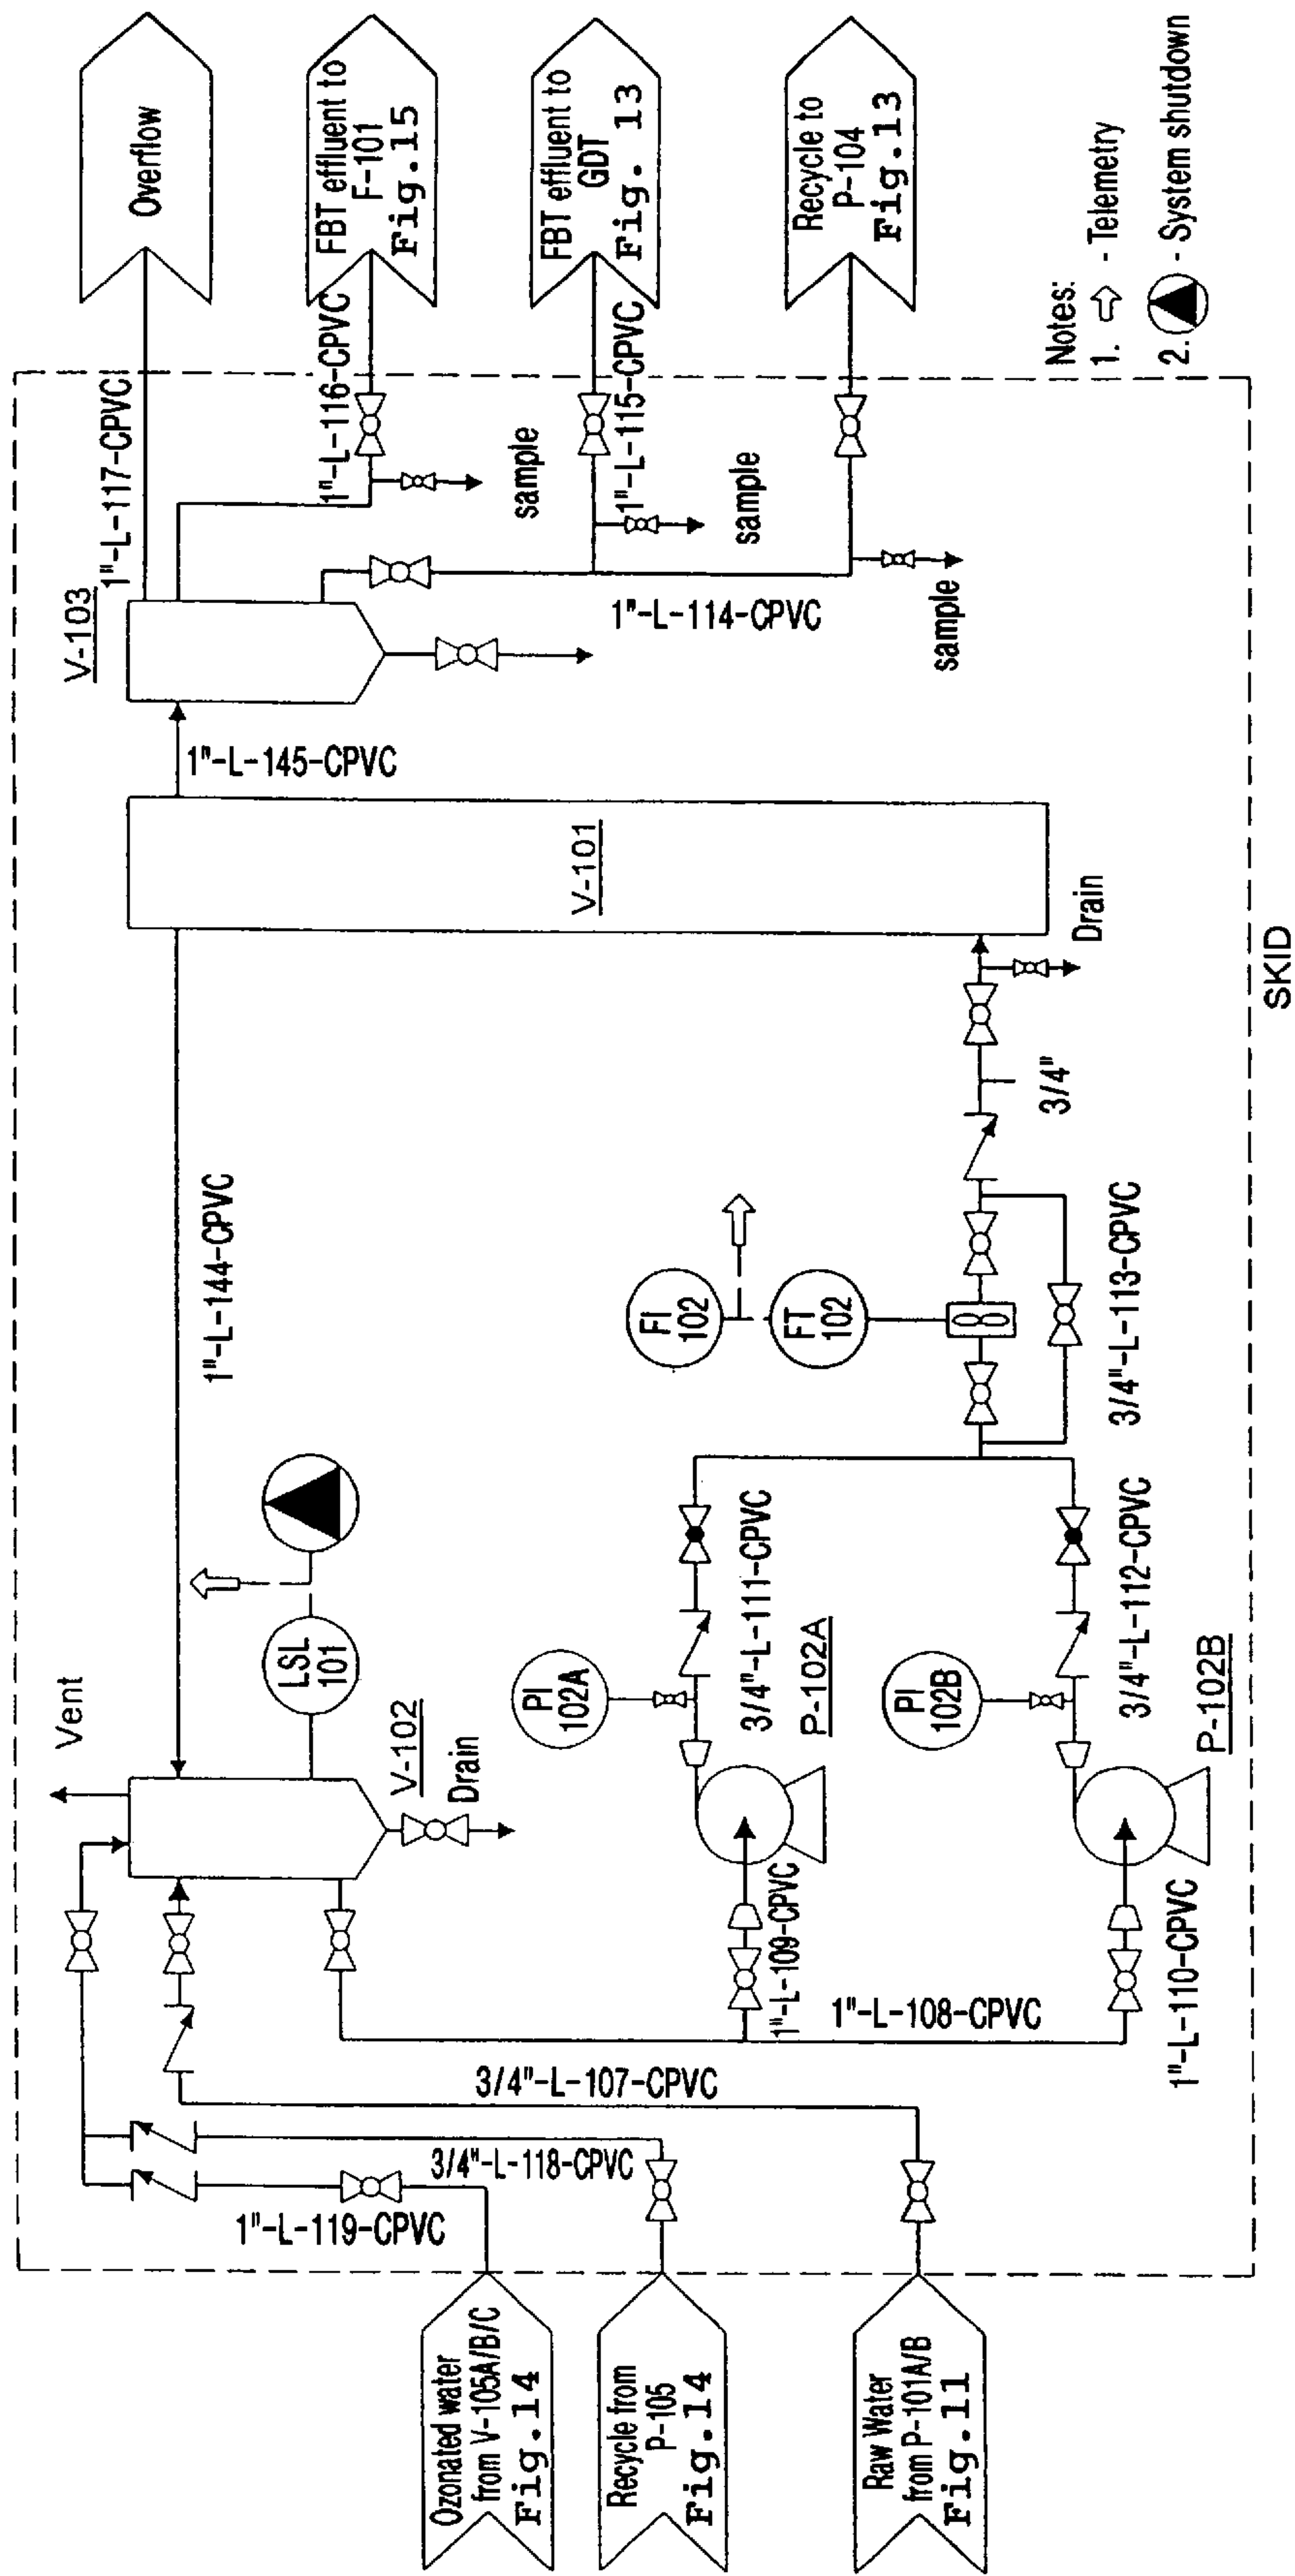 Overflow
FBT effluent to
F-101
Fig.15
FBT effluent to
GDT
Fig. 13
Recycle to
P-104
Fig.13
Notes:
1. - Telemetry
2. - System shutdown
1"-L-117-CPVC
1"-L-116-CPVC
sample
1"-L-115-CPVC
sample
sample
1"-L-114-CPVC
V-103
1"-L-145-CPVC
V-101
Drain
3/4"
SKID
1"-L-144-CPVC
FI
102
FT
102
3/4"-L-113-CPVC
Vent
LSL
101
V-102
Drain
PI
102A
3/4"-L-111-CPVC
P-102A
PI
102B
3/4"-L-112-CPVC
P-102B
1"-L-109-CPVC
1"-L-108-CPVC
1"-L-110-CPVC
3/4"-L-107-CPVC
3/4"-L-118-CPVC
1"-L-119-CPVC
Ozonated water
from V-105A/B/C
Fig.14
Recycle from
P-105
Fig.14
Raw Water
from P-101A/B
Fig.11